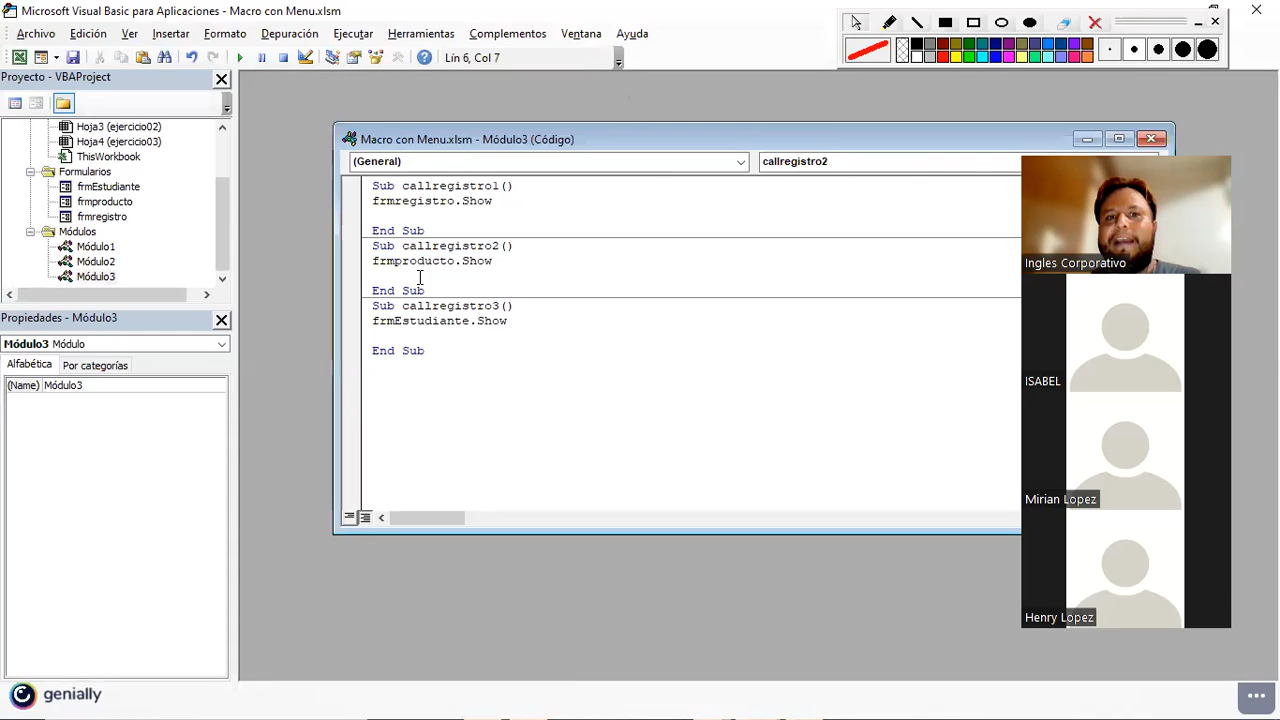 Microsoft Visual Basic para Aplicaciones - Macro con Menu.xlsm
Archivo Edición Ver Insertar Formato Depuración Ejecutar Herramientas Complementos Ventana Ayuda
Lín 6, Col 7
Proyecto - VBAProject
Hoja3 (ejercicio02)
Hoja4 (ejercicio03)
ThisWorkbook
Formularios
frmEstudiante
frmproducto
frmregistro
Módulos
Módulo1
Módulo2
Módulo3
Propiedades - Módulo3
Módulo3 Módulo
Alfabética Por categorías
(Name) Módulo3
Macro con Menu.xlsm - Módulo3 (Código)
(General) callregistro2
Sub callregistro1()
frmregistro.Show
End Sub
Sub callregistro2()
frmproducto.Show
End Sub
Sub callregistro3()
frmEstudiante.Show
End Sub
Ingles Corporativo
ISABEL
Mirian Lopez
Henry Lopez
genially